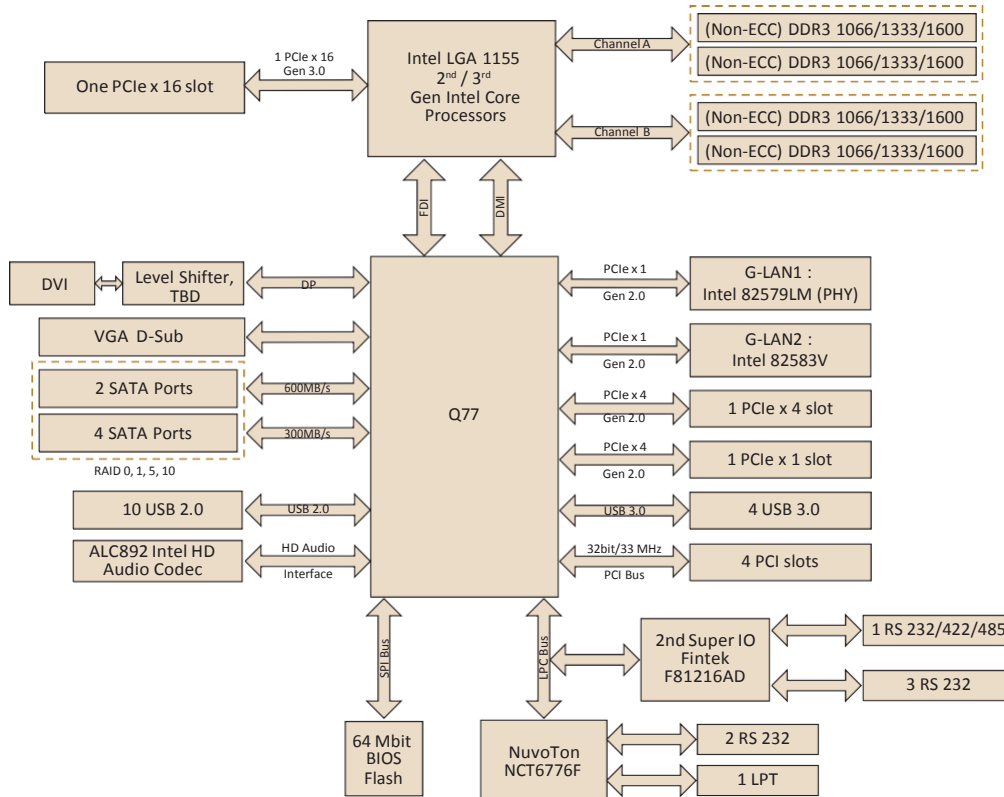 (Non-ECC) DDR3 1066/1333/1600
(Non-ECC) DDR3 1066/1333/1600
Channel A
1 PCIe x 16
Gen 3.0
One PCIe x 16 slot
Intel LGA 1155
2nd / 3rd
Gen Intel Core
Processors
Channel B
(Non-ECC) DDR3 1066/1333/1600
(Non-ECC) DDR3 1066/1333/1600
FDI
DMI
DVI
Level Shifter,
TBD
DP
PCIe x 1
Gen 2.0
G-LAN1 :
Intel 82579LM (PHY)
VGA D-Sub
PCIe x 1
Gen 2.0
G-LAN2 :
Intel 82583V
2 SATA Ports
600MB/s
4 SATA Ports
300MB/s
RAID 0, 1, 5, 10
Q77
PCIe x 4
Gen 2.0
1 PCIe x 4 slot
PCIe x 4
Gen 2.0
1 PCIe x 1 slot
10 USB 2.0
USB 2.0
USB 3.0
4 USB 3.0
ALC892 Intel HD
Audio Codec
HD Audio
Interface
32bit/33 MHz
PCI Bus
4 PCI slots
SPI Bus
LPC Bus
2nd Super IO
Fintek
F81216AD
1 RS 232/422/485
3 RS 232
64 Mbit
BIOS
Flash
NuvoTon
NCT6776F
2 RS 232
1 LPT